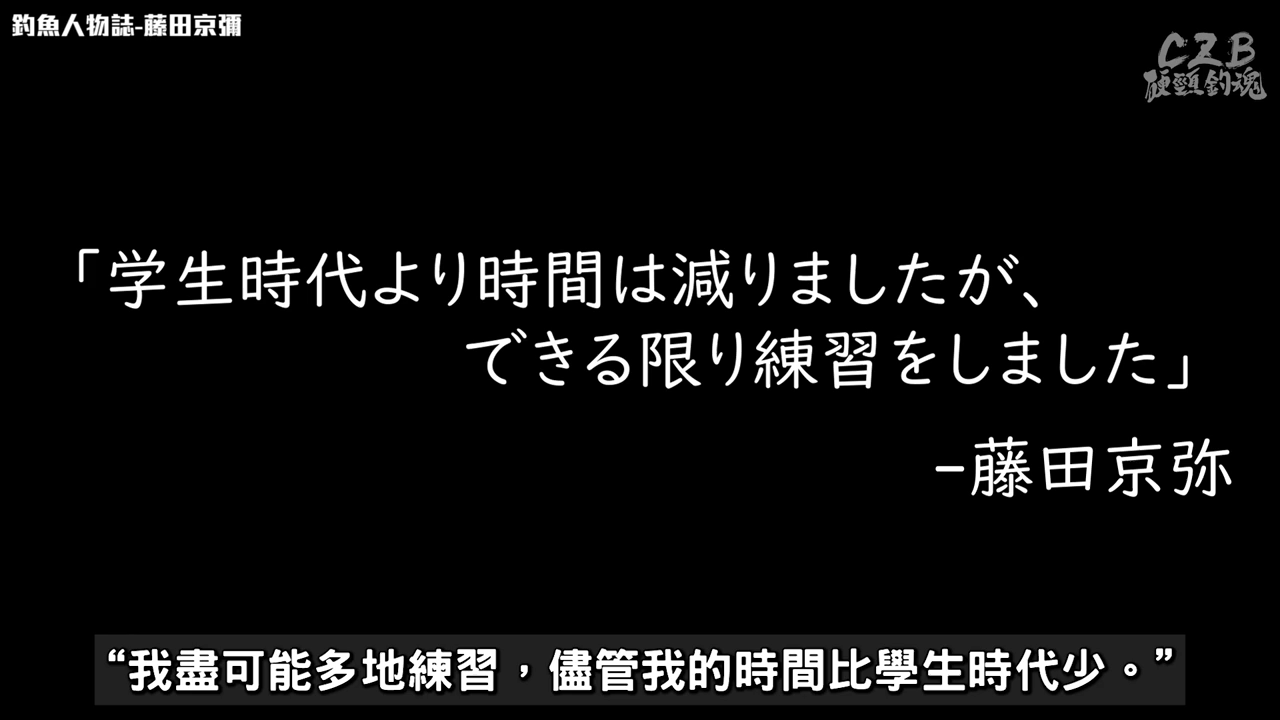 釣魚人物誌-藤田京彌
CZB
硬頸釣魂
「学生時代より時間は減りましたが、
できる限り練習をしました」
-藤田京弥
“我盡可能多地練習，儘管我的時間比學生時代少。”